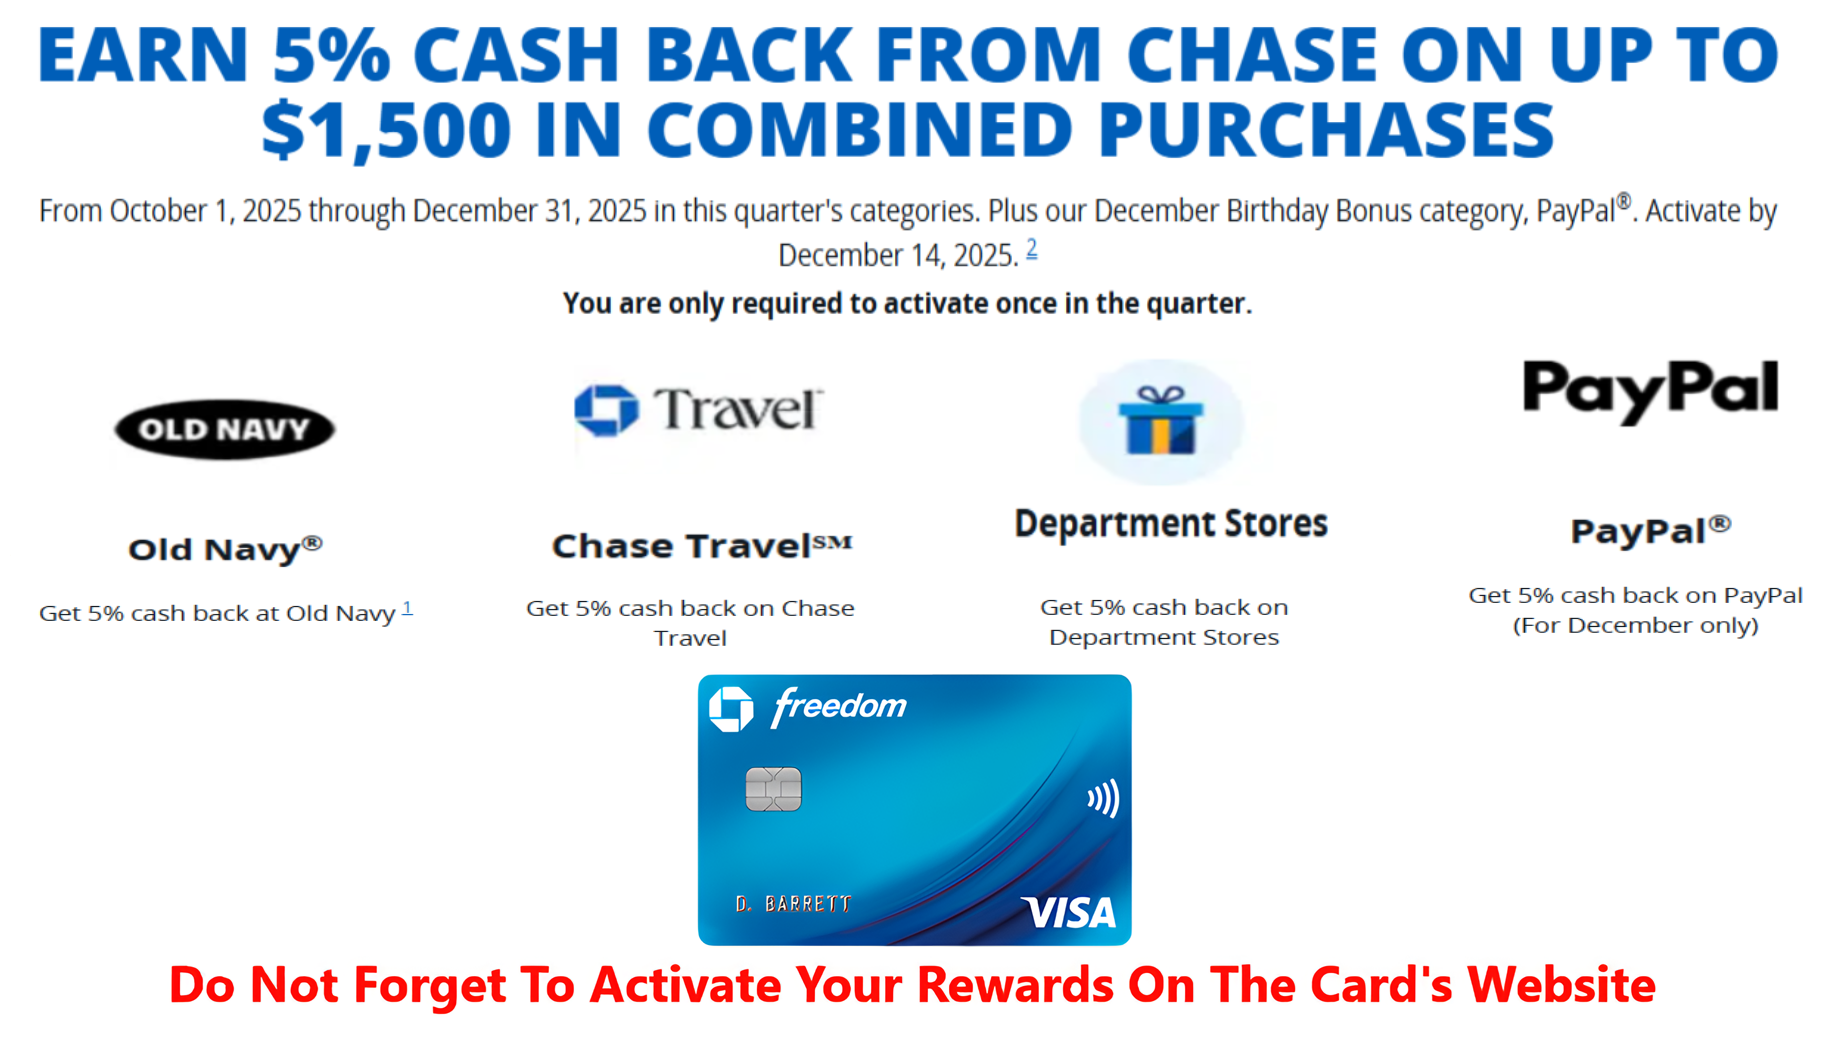 EARN 5% CASH BACK FROM CHASE ON UP TO
$1,500 IN COMBINED PURCHASES
From October 1, 2025 through December 31, 2025 in this quarter's categories. Plus our December Birthday Bonus category, PayPal®. Activate by
December 14, 2025. 2
You are only required to activate once in the quarter.
OLD NAVY
Travel
PayPal
Old Navy®
Chase Travel℠
Department Stores
PayPal®
Get 5% cash back at Old Navy 1
Get 5% cash back on Chase
Travel
Get 5% cash back on
Department Stores
Get 5% cash back on PayPal
(For December only)
freedom
D. BARRETT
VISA
Do Not Forget To Activate Your Rewards On The Card's Website